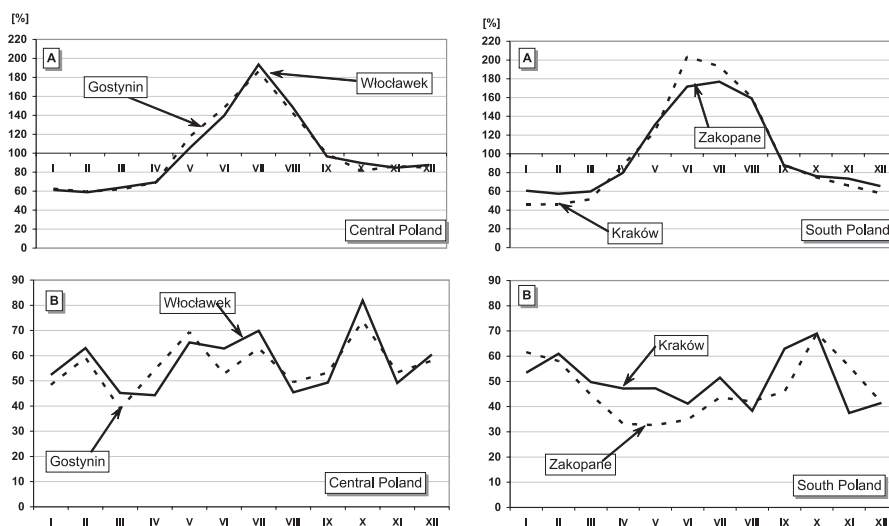 [%]
A
220
200
180
160
140
120
100
80
60
40
20
0
Gostynin
Włocławek
I II III IV V VI VII VIII IX X XI XII
Central Poland
[%]
A
220
200
180
160
140
120
100
80
60
40
20
0
Zakopane
I II III IV V VI VII VIII IX X XI XII
Kraków
South Poland
B
90
80
70
60
50
40
30
20
10
0
Włocławek
Gostynin
Central Poland
I II III IV V VI VII VIII IX X XI XII
B
90
80
70
60
50
40
30
20
10
0
Kraków
Zakopane
South Poland
I II III IV V VI VII VIII IX X XI XII